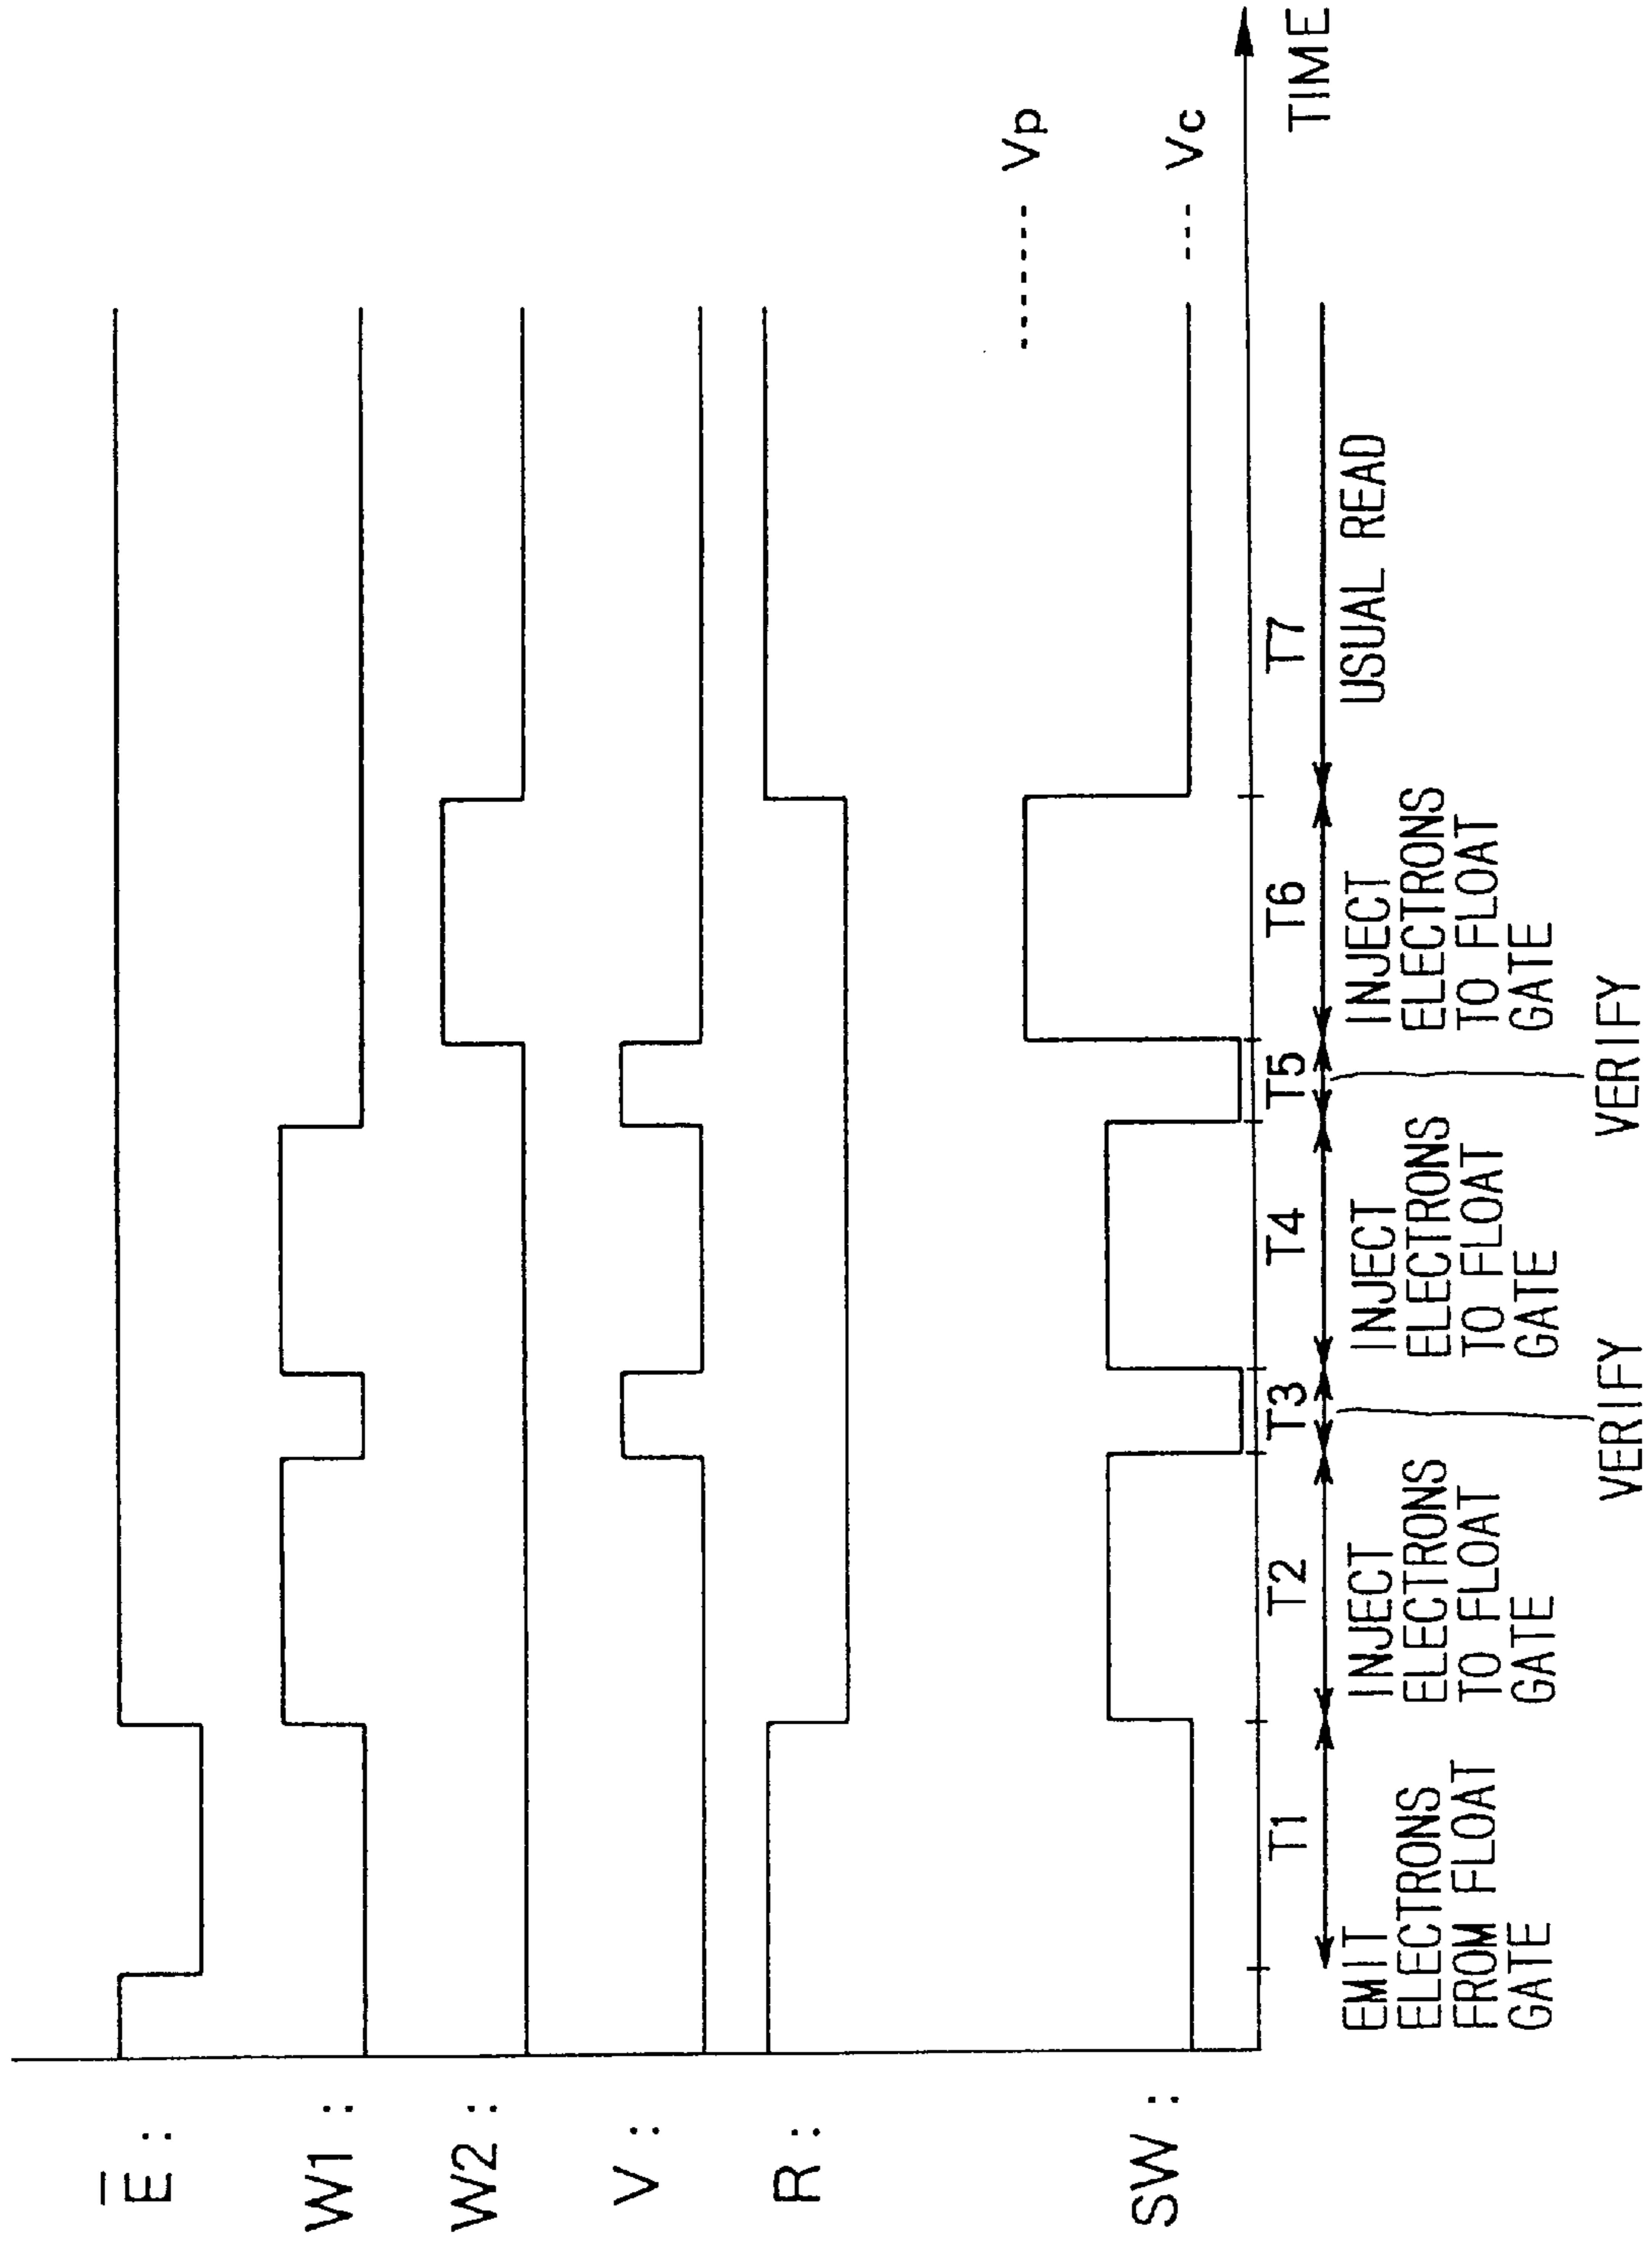 E̅ :
W1 :
W2 :
V :
R :
SW :
Vp
Vc
TIME
T1
T2
T3
T4
T5
T6
T7
EMIT
ELECTRONS
FROM FLOAT
GATE
INJECT
ELECTRONS
TO FLOAT
GATE
VERIFY
INJECT
ELECTRONS
TO FLOAT
GATE
VERIFY
INJECT
ELECTRONS
TO FLOAT
GATE
USUAL READ